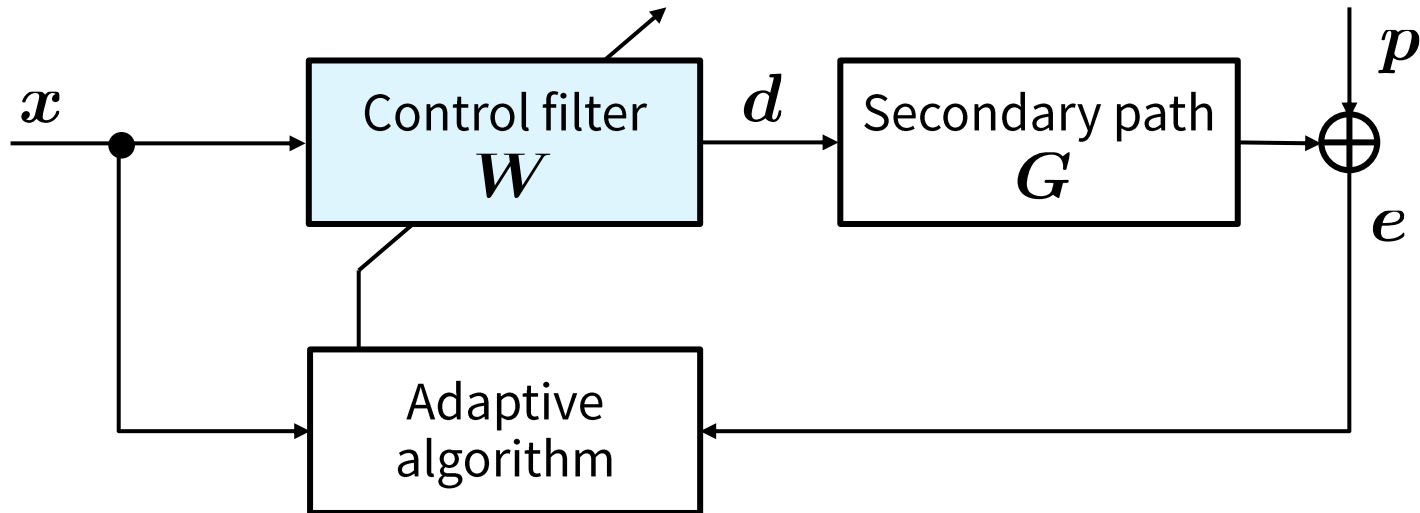 x
Control filter
W
d
Secondary path
G
p
e
Adaptive
algorithm